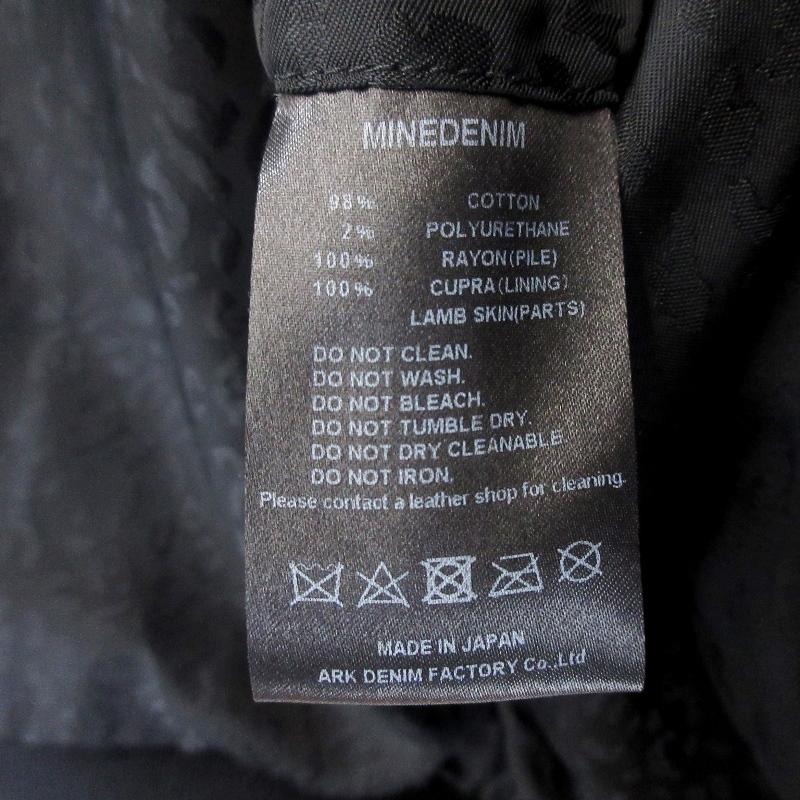 MINEDENIM
98% COTTON
2% POLYURETHANE
100% RAYON(PILE)
100% CUPRA(LINING)
LAMB SKIN(PARTS)
DO NOT CLEAN.
DO NOT WASH.
DO NOT BLEACH.
DO NOT TUMBLE DRY.
DO NOT DRY CLEANABLE.
DO NOT IRON.
Please contact a leather shop for cleaning.
MADE IN JAPAN
ARK DENIM FACTORY Co.,Ltd